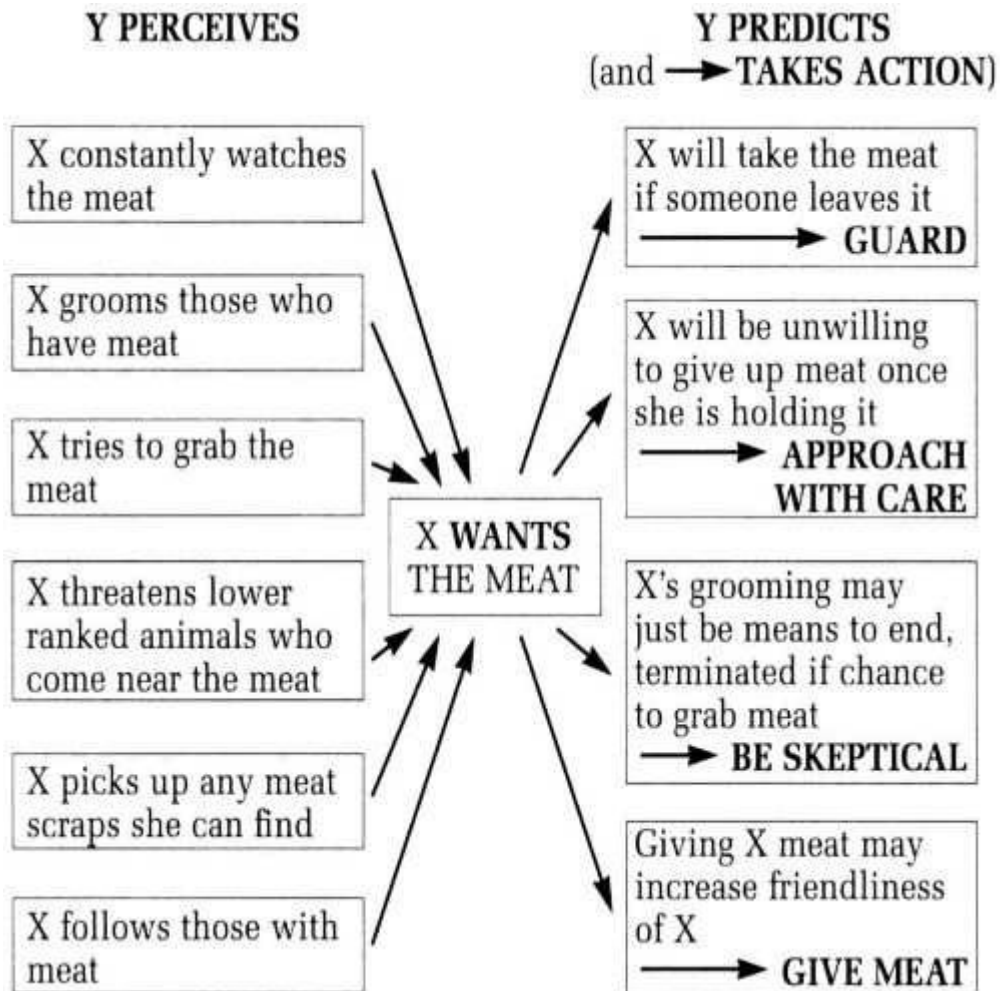 Y PERCEIVES
X constantly watches
the meat
X grooms those who
have meat
X tries to grab the
meat
X threatens lower
ranked animals who
come near the meat
X picks up any meat
scraps she can find
X follows those with
meat
X WANTS
THE MEAT
Y PREDICTS
(and → TAKES ACTION)
X will take the meat
if someone leaves it
→ GUARD
X will be unwilling
to give up meat once
she is holding it
→ APPROACH
WITH CARE
X's grooming may
just be means to end,
terminated if chance
to grab meat
→ BE SKEPTICAL
Giving X meat may
increase friendliness
of X
→ GIVE MEAT